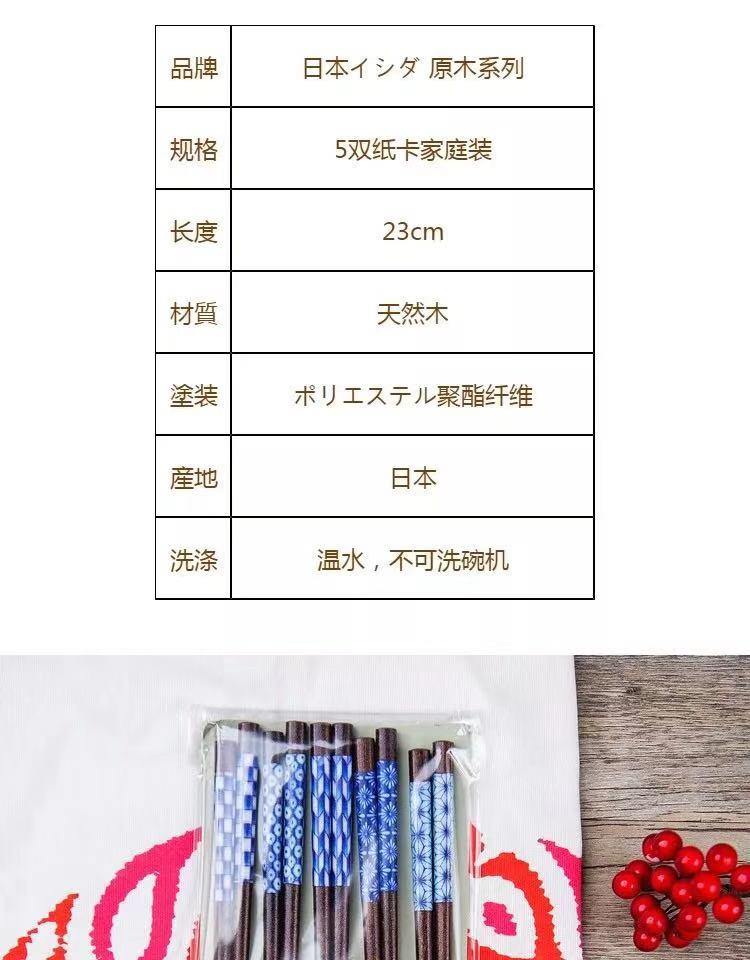 品牌 日本イシダ 原木系列
规格 5双纸卡家庭装
长度 23cm
材質 天然木
塗装 ポリエステル聚酯纤维
産地 日本
洗涤 温水，不可洗碗机